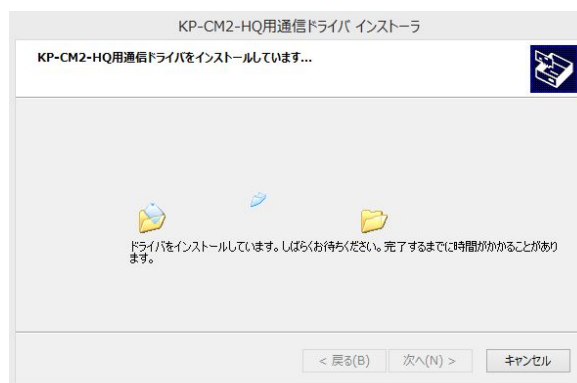 KP-CM2-HQ用通信ドライバ インストーラ
KP-CM2-HQ用通信ドライバをインストールしています...
ドライバをインストールしています。しばらくお待ちください。完了するまでに時間がかかることがあり
ます。
< 戻る(B) 次へ(N) > キャンセル